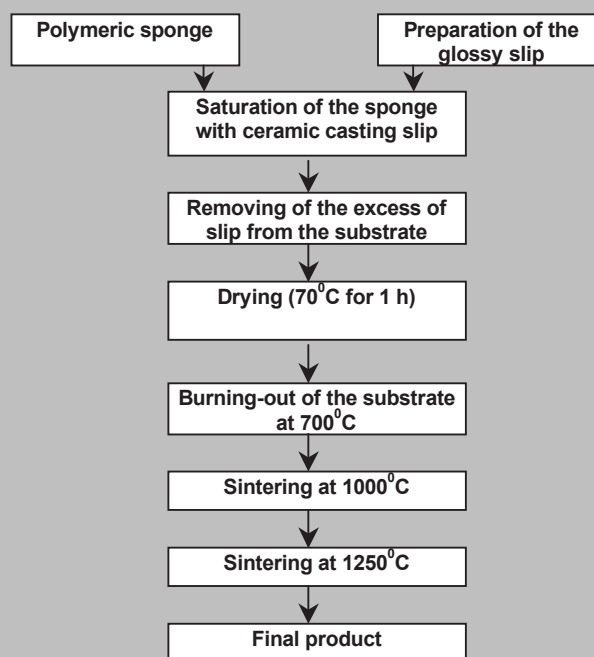 Polymeric sponge
Preparation of the
glossy slip
Saturation of the sponge
with ceramic casting slip
Removing of the excess of
slip from the substrate
Drying (70⁰C for 1 h)
Burning-out of the substrate
at 700⁰C
Sintering at 1000⁰C
Sintering at 1250⁰C
Final product